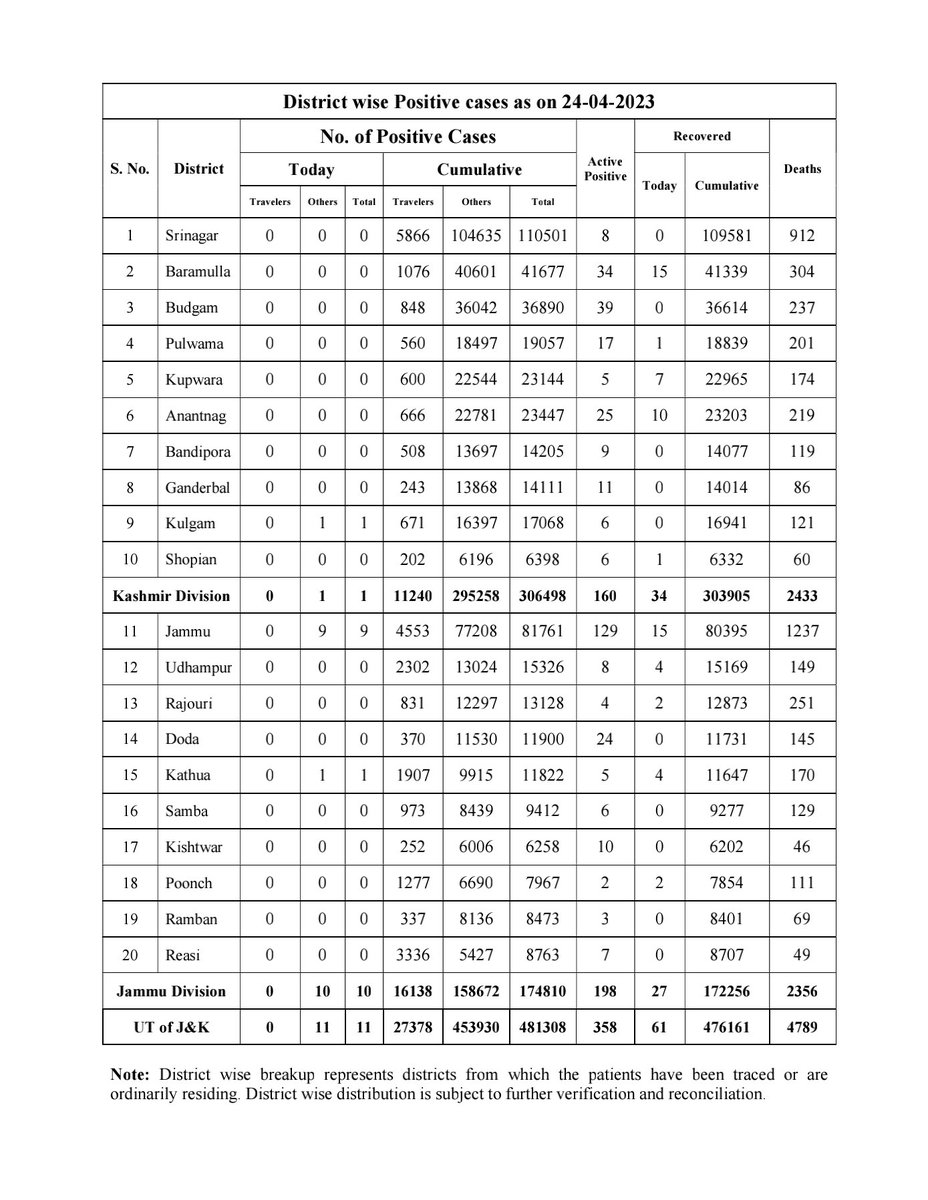 District wise Positive cases as on 24-04-2023
S. No. District No. of Positive Cases Active Positive Recovered Deaths
Today Cumulative Today Cumulative
Travelers Others Total Travelers Others Total
1 Srinagar 0 0 0 5866 104635 110501 8 0 109581 912
2 Baramulla 0 0 0 1076 40601 41677 34 15 41339 304
3 Budgam 0 0 0 848 36042 36890 39 0 36614 237
4 Pulwama 0 0 0 560 18497 19057 17 1 18839 201
5 Kupwara 0 0 0 600 22544 23144 5 7 22965 174
6 Anantnag 0 0 0 666 22781 23447 25 10 23203 219
7 Bandipora 0 0 0 508 13697 14205 9 0 14077 119
8 Ganderbal 0 0 0 243 13868 14111 11 0 14014 86
9 Kulgam 0 1 1 671 16397 17068 6 0 16941 121
10 Shopian 0 0 0 202 6196 6398 6 1 6332 60
Kashmir Division 0 1 1 11240 295258 306498 160 34 303905 2433
11 Jammu 0 9 9 4553 77208 81761 129 15 80395 1237
12 Udhampur 0 0 0 2302 13024 15326 8 4 15169 149
13 Rajouri 0 0 0 831 12297 13128 4 2 12873 251
14 Doda 0 0 0 370 11530 11900 24 0 11731 145
15 Kathua 0 1 1 1907 9915 11822 5 4 11647 170
16 Samba 0 0 0 973 8439 9412 6 0 9277 129
17 Kishtwar 0 0 0 252 6006 6258 10 0 6202 46
18 Poonch 0 0 0 1277 6690 7967 2 2 7854 111
19 Ramban 0 0 0 337 8136 8473 3 0 8401 69
20 Reasi 0 0 0 3336 5427 8763 7 0 8707 49
Jammu Division 0 10 10 16138 158672 174810 198 27 172256 2356
UT of J&K 0 11 11 27378 453930 481308 358 61 476161 4789
Note: District wise breakup represents districts from which the patients have been traced or are
ordinarily residing. District wise distribution is subject to further verification and reconciliation.